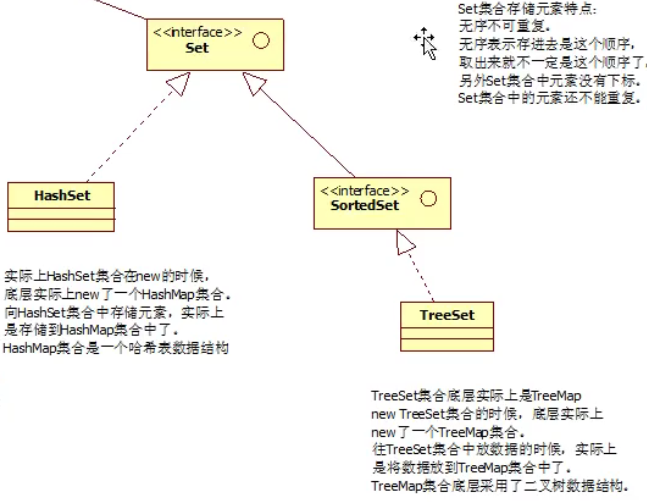 <<interface>>
Set
Set集合存储元素特点:
无序不可重复。
无序表示存进去是这个顺序，
取出来就不一定是这个顺序了。
另外Set集合中元素没有下标。
Set集合中的元素还不能重复。
HashSet
<<interface>>
SortedSet
实际上HashSet集合在new的时候，
底层实际上new了一个HashMap集合。
向HashSet集合中存储元素，实际上
是存储到HashMap集合中了。
HashMap集合是一个哈希表数据结构
TreeSet
TreeSet集合底层实际上是TreeMap
new TreeSet集合的时候，底层实际上
new了一个TreeMap集合。
往TreeSet集合中放数据的时候，实际上
是将数据放到TreeMap集合中了。
TreeMap集合底层采用了二叉树数据结构。